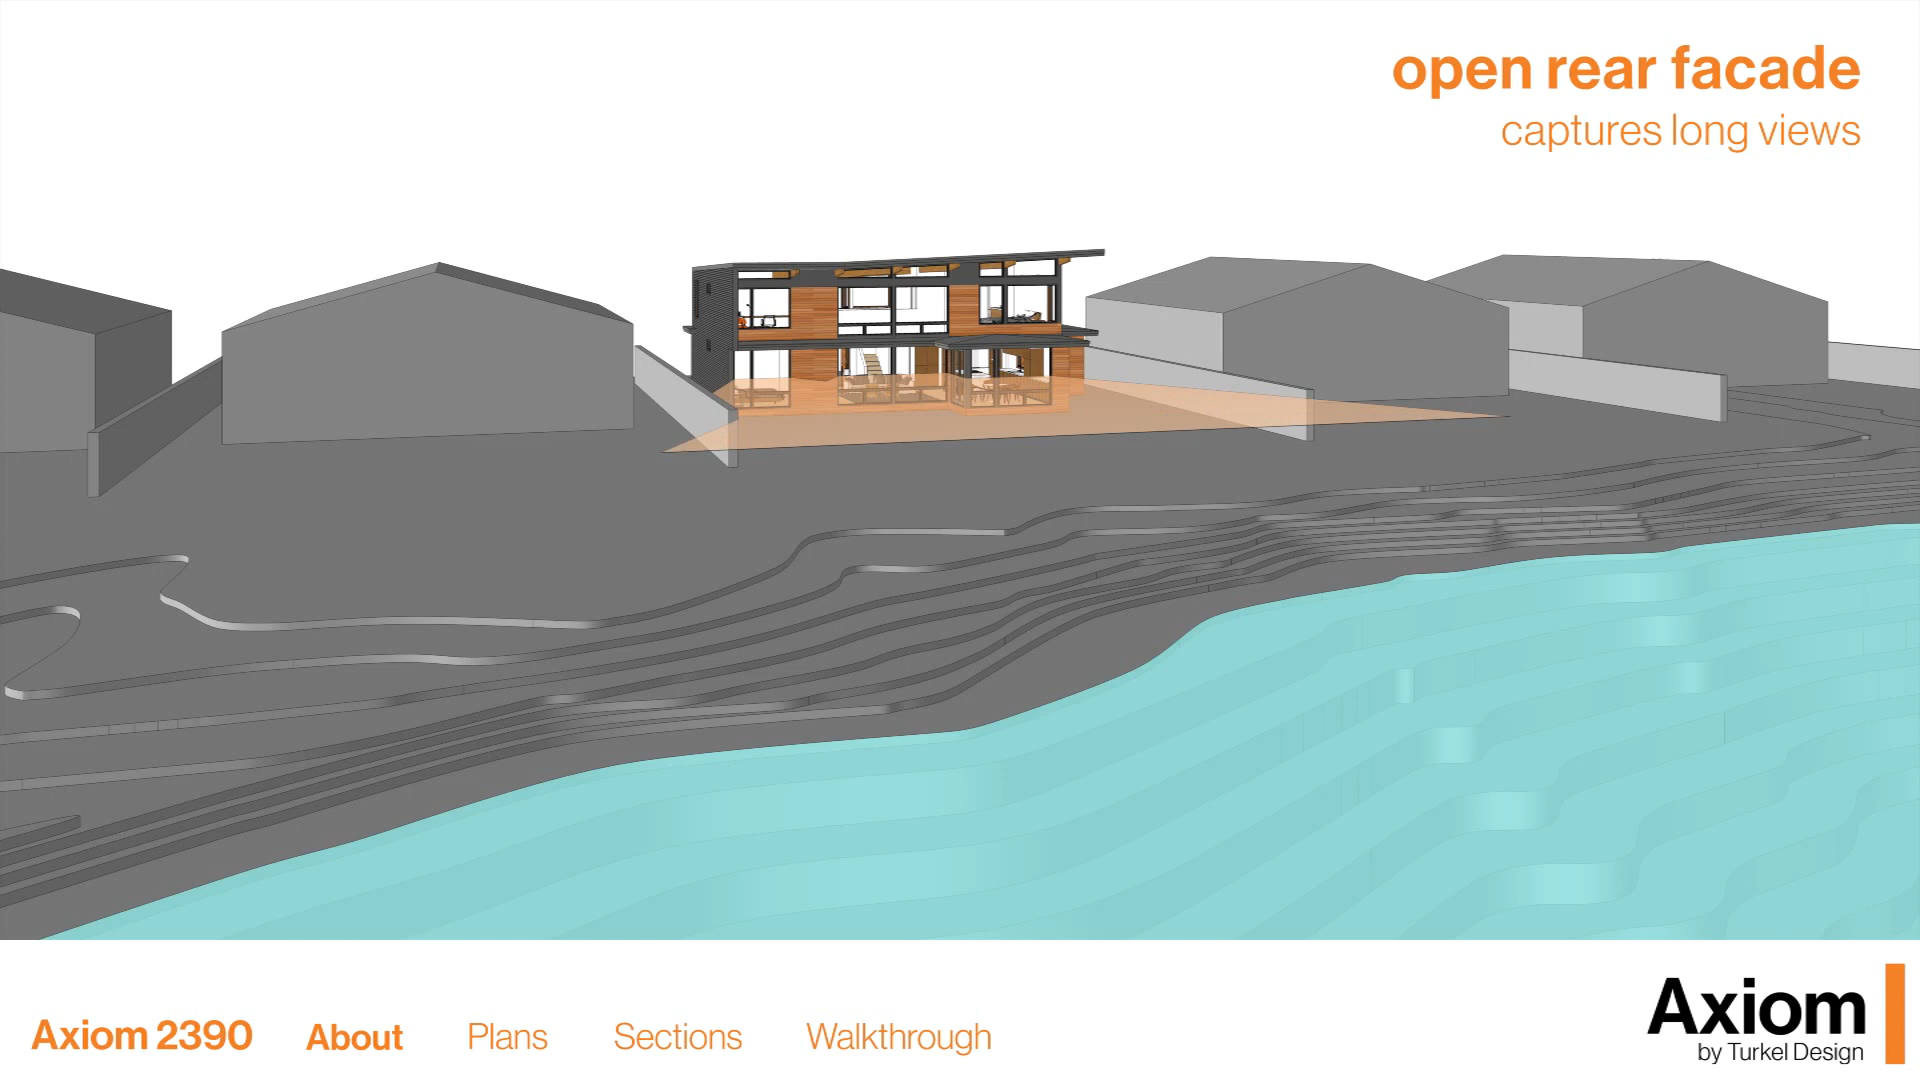 open rear facade
captures long views
Axiom 2390
About
Plans
Sections
Walkthrough
Axiom
by Turkel Design